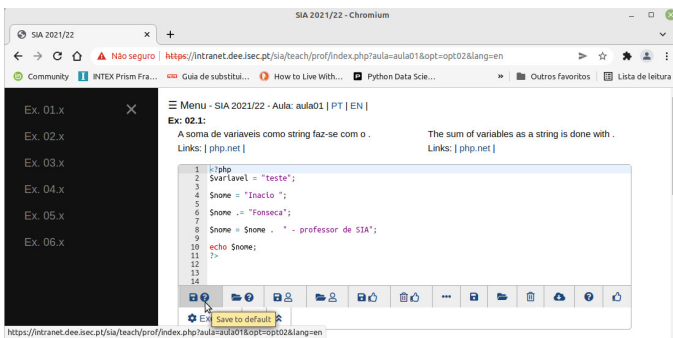 SIA 2021/22 - Chromium
SIA 2021/22
Não seguro | https://intranet.dee.isec.pt/sia/teach/prof/index.php?aula=aula01&opt=opt02&lang=en
Community INTEX Prism Fra... Guia de substitui... How to Live With... Python Data Scie... » Outros favoritos Lista de leitura
Ex. 01.x
Ex. 02.x
Ex. 03.x
Ex. 04.x
Ex. 05.x
Ex. 06.x
☰ Menu - SIA 2021/22 - Aula: aula01 | PT | EN |
Ex: 02.1:
A soma de variaveis como string faz-se com o .
Links: | php.net |
The sum of variables as a string is done with .
Links: | php.net |
1 <?php
2 $variavel = "teste";
3
4 $nome = "Inacio ";
5
6 $nome .= "Fonseca";
7
8 $nome = $nome . " - professor de SIA";
9
10 echo $nome;
11 ?>
12
13
14
Save to default
https://intranet.dee.isec.pt/sia/teach/prof/index.php?aula=aula01&opt=opt02&lang=en